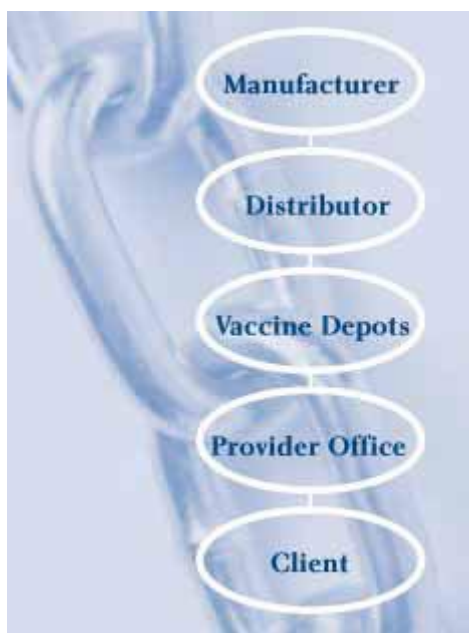 Manufacturer
Distributor
Vaccine Depots
Provider Office
Client